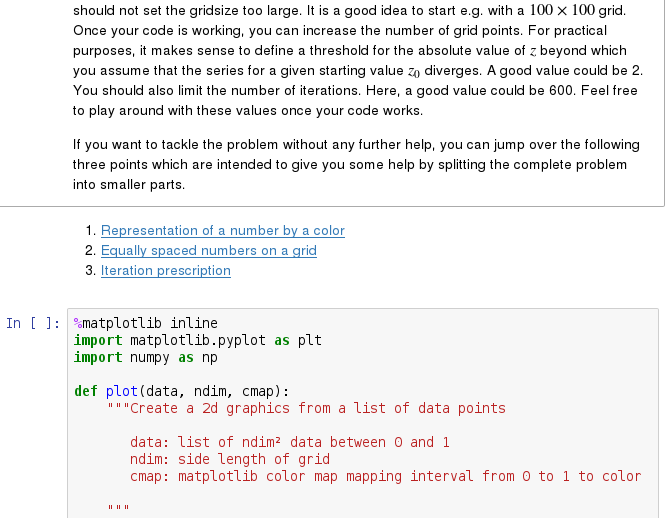 should not set the gridsize too large. It is a good idea to start e.g. with a 100 × 100 grid.
Once your code is working, you can increase the number of grid points. For practical
purposes, it makes sense to define a threshold for the absolute value of z beyond which
you assume that the series for a given starting value z₀ diverges. A good value could be 2.
You should also limit the number of iterations. Here, a good value could be 600. Feel free
to play around with these values once your code works.
If you want to tackle the problem without any further help, you can jump over the following
three points which are intended to give you some help by splitting the complete problem
into smaller parts.
1. Representation of a number by a color
2. Equally spaced numbers on a grid
3. Iteration prescription
In [ ]: %matplotlib inline
import matplotlib.pyplot as plt
import numpy as np
def plot(data, ndim, cmap):
"""Create a 2d graphics from a list of data points
data: list of ndim² data between 0 and 1
ndim: side length of grid
cmap: matplotlib color map mapping interval from 0 to 1 to color
"""